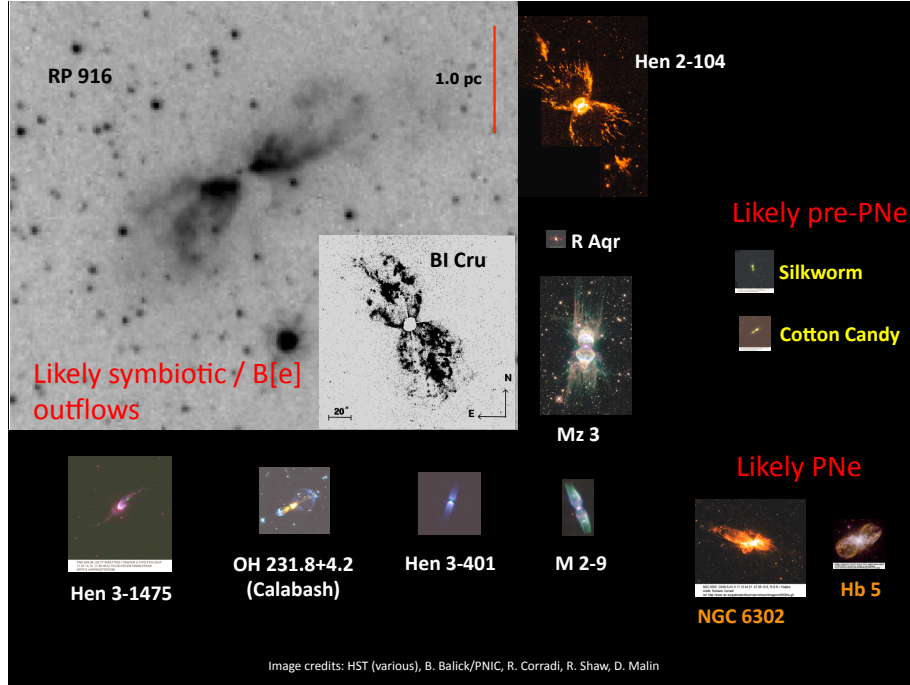 RP 916
1.0 pc
Hen 2-104
R Aqr
Likely pre-PNe
Silkworm
Cotton Candy
BI Cru
N
E
20"
Likely symbiotic / B[e]
outflows
Mz 3
Likely PNe
Hen 3-1475
OH 231.8+4.2
(Calabash)
Hen 3-401
M 2-9
NGC 6302
Hb 5
Image credits: HST (various), B. Balick/PNIC, R. Corradi, R. Shaw, D. Malin